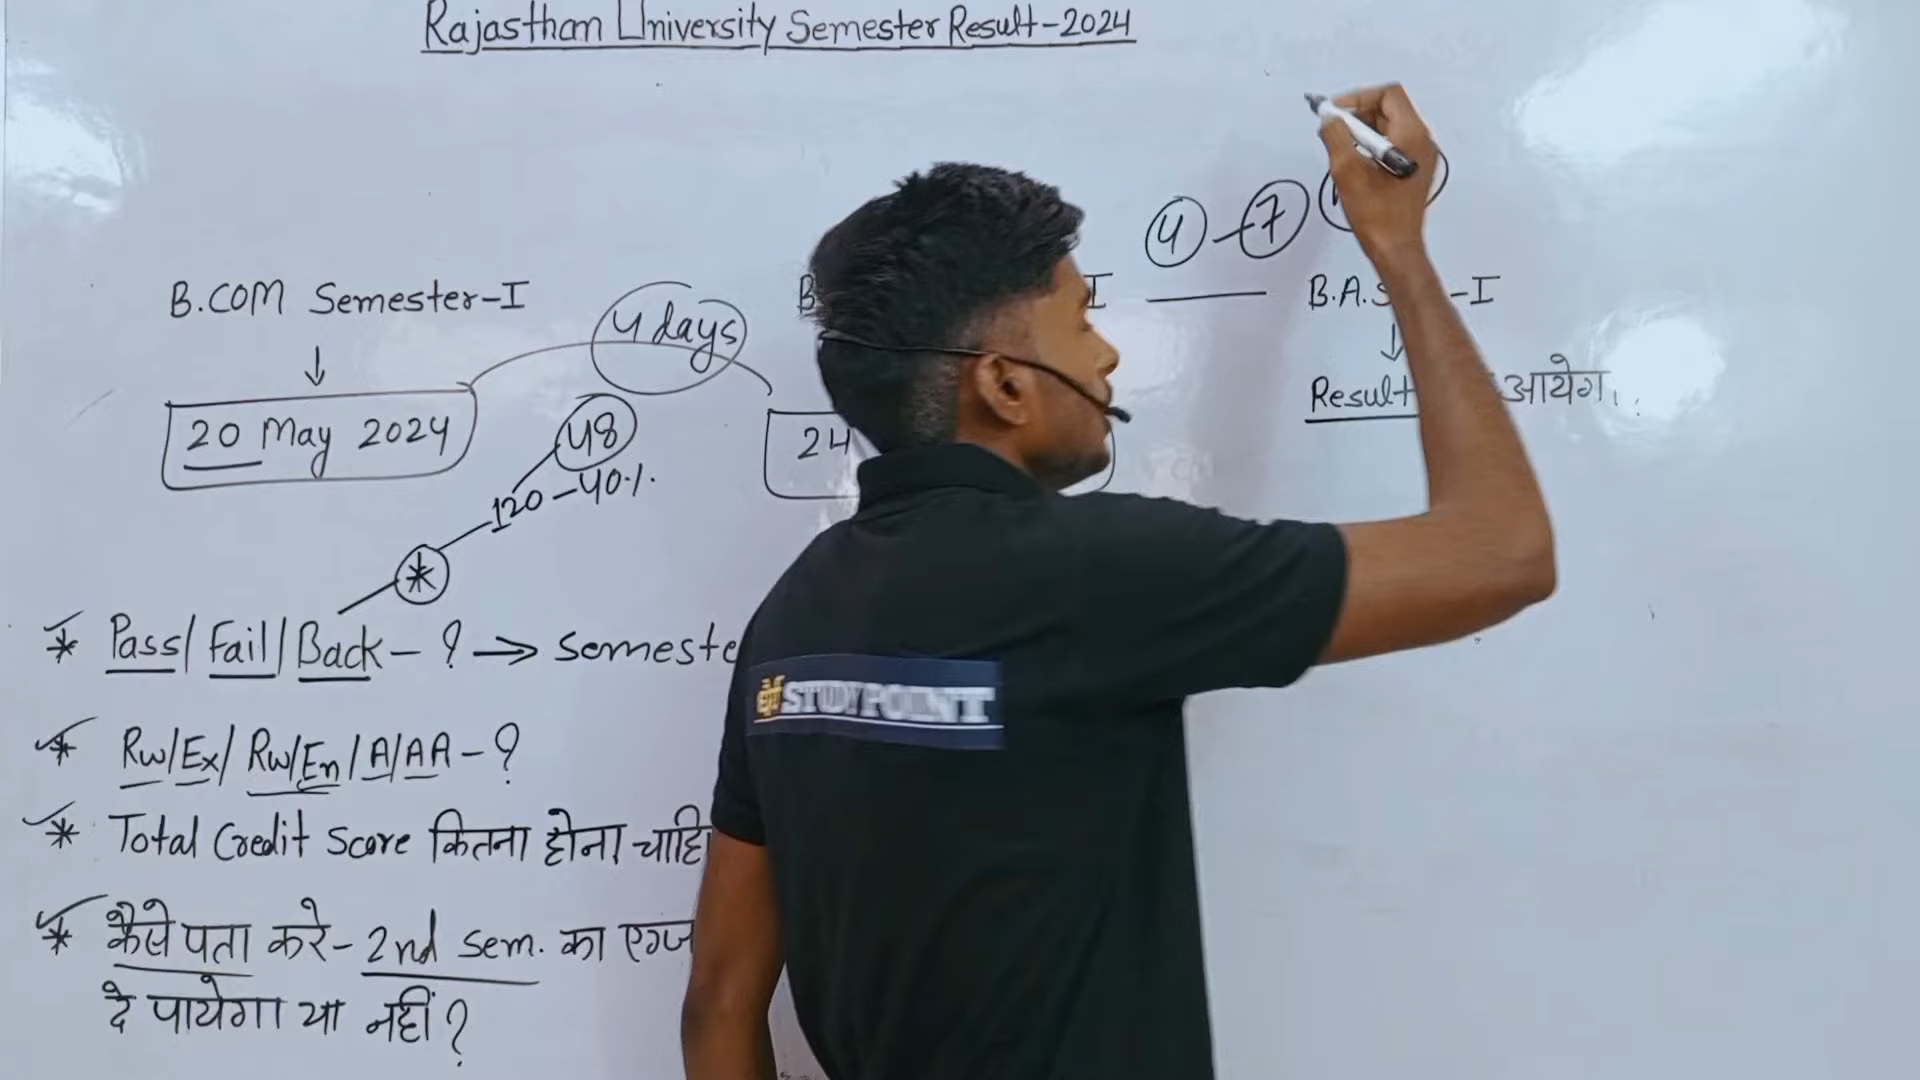 Rajasthan University Semester Result-2024
4 - 7
B.COM Semester-I
4 days
I
B.A.S -I
↓
↓
20 May 2024
24
Result आयेगा.
48
120-40%.
*
* Pass/Fail/Back-? → Semeste
STUDY POINT
* Rw/Ex/Rw/En/A/AA-?
* Total Credit Score कितना होना चाहि
* कैसे पता करे- 2nd sem. का एग्ज
दे पायेगा या नहीं?